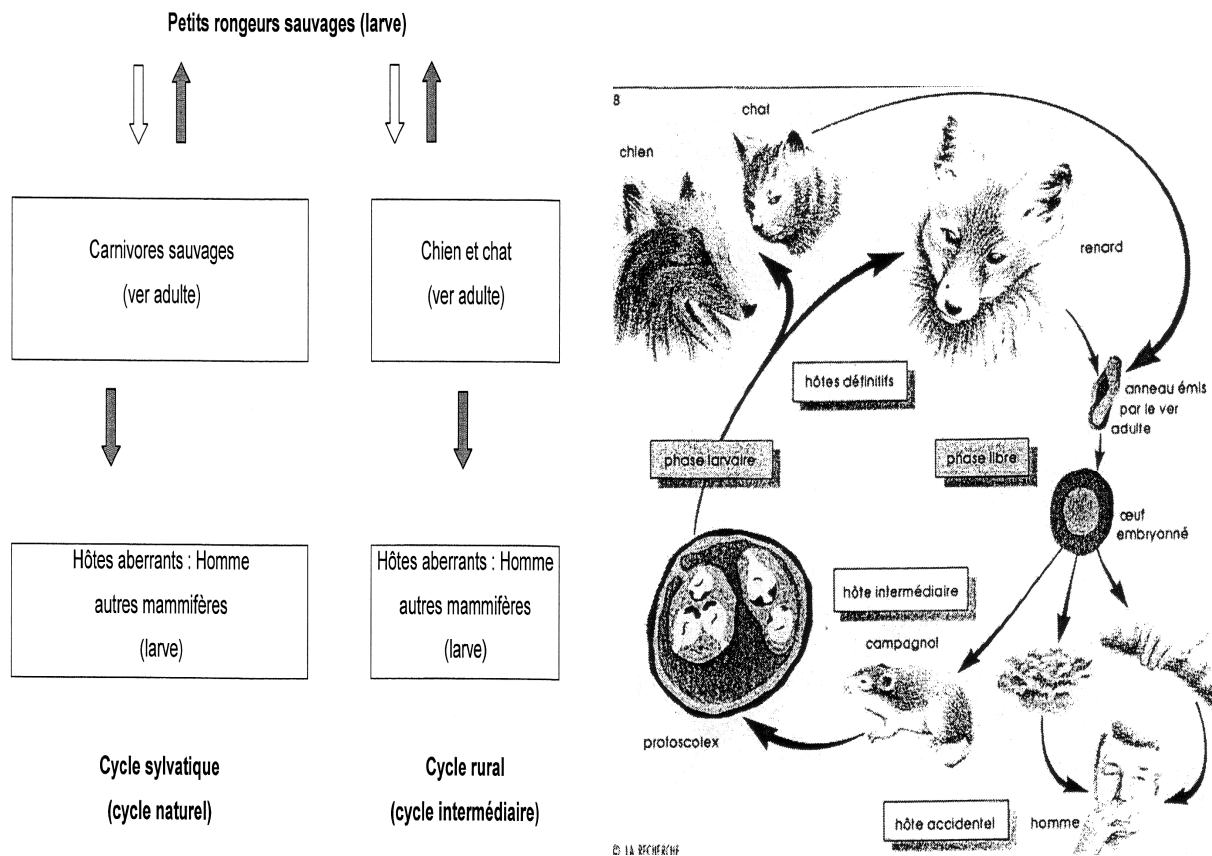 Petits rongeurs sauvages (larve)
Carnivores sauvages
(ver adulte)
Chien et chat
(ver adulte)
Hôtes aberrants : Homme
autres mammifères
(larve)
Hôtes aberrants : Homme
autres mammifères
(larve)
Cycle sylvatique
(cycle naturel)
Cycle rural
(cycle intermédiaire)
B
chat
chien
renard
hôtes définitifs
anneau émis
par le ver
adulte
phase larvaire
phase libre
œuf
embryonné
hôte intermédiaire
campagnol
protoscolex
hôte accidentel
homme
© LA RECHERCHE